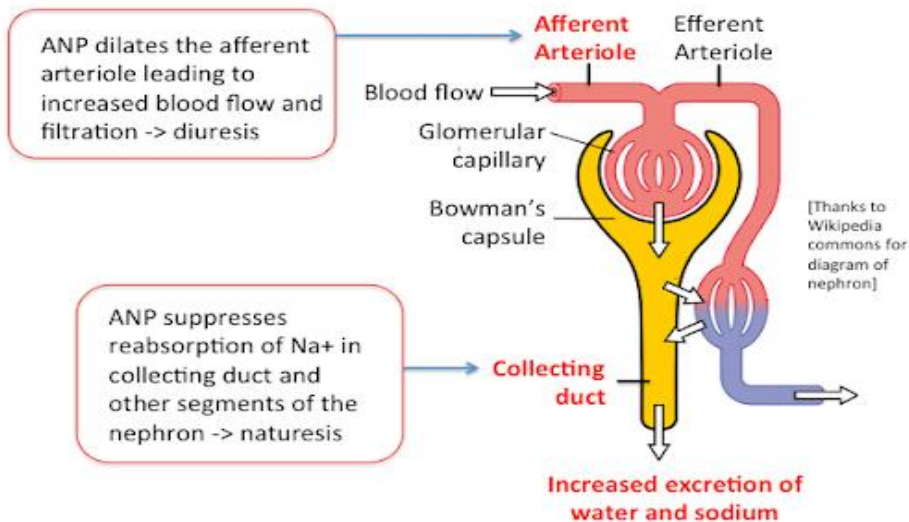 ANP dilates the afferent
arteriole leading to
increased blood flow and
filtration -> diuresis
Afferent
Arteriole
Efferent
Arteriole
Blood flow
Glomerular
capillary
Bowman's
capsule
[Thanks to
Wikipedia
commons for
diagram of
nephron]
ANP suppresses
reabsorption of Na+ in
collecting duct and
other segments of the
nephron -> naturesis
Collecting
duct
Increased excretion of
water and sodium